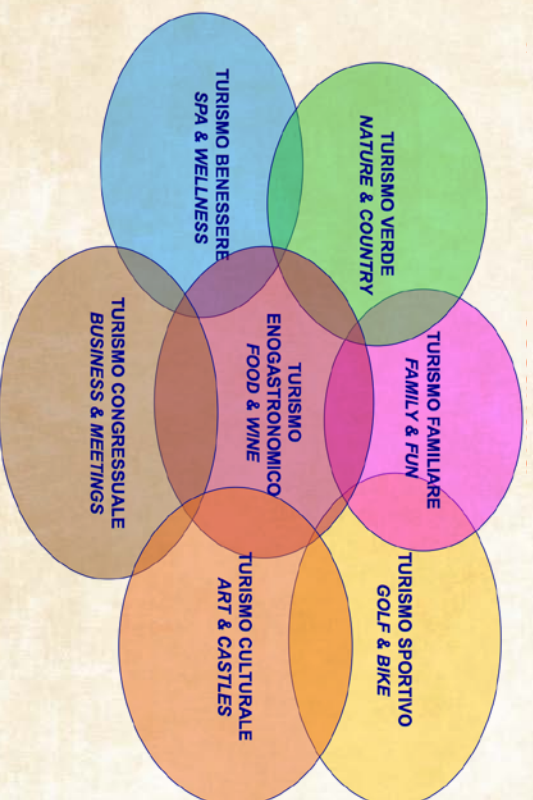 TURISMO VERDE
NATURE & COUNTRY
TURISMO FAMILIARE
FAMILY & FUN
TURISMO SPORTIVO
GOLF & BIKE
TURISMO BENESSERE
SPA & WELLNESS
TURISMO
ENOGASTRONOMICO
FOOD & WINE
TURISMO CULTURALE
ART & CASTLES
TURISMO CONGRESSUALE
BUSINESS & MEETINGS